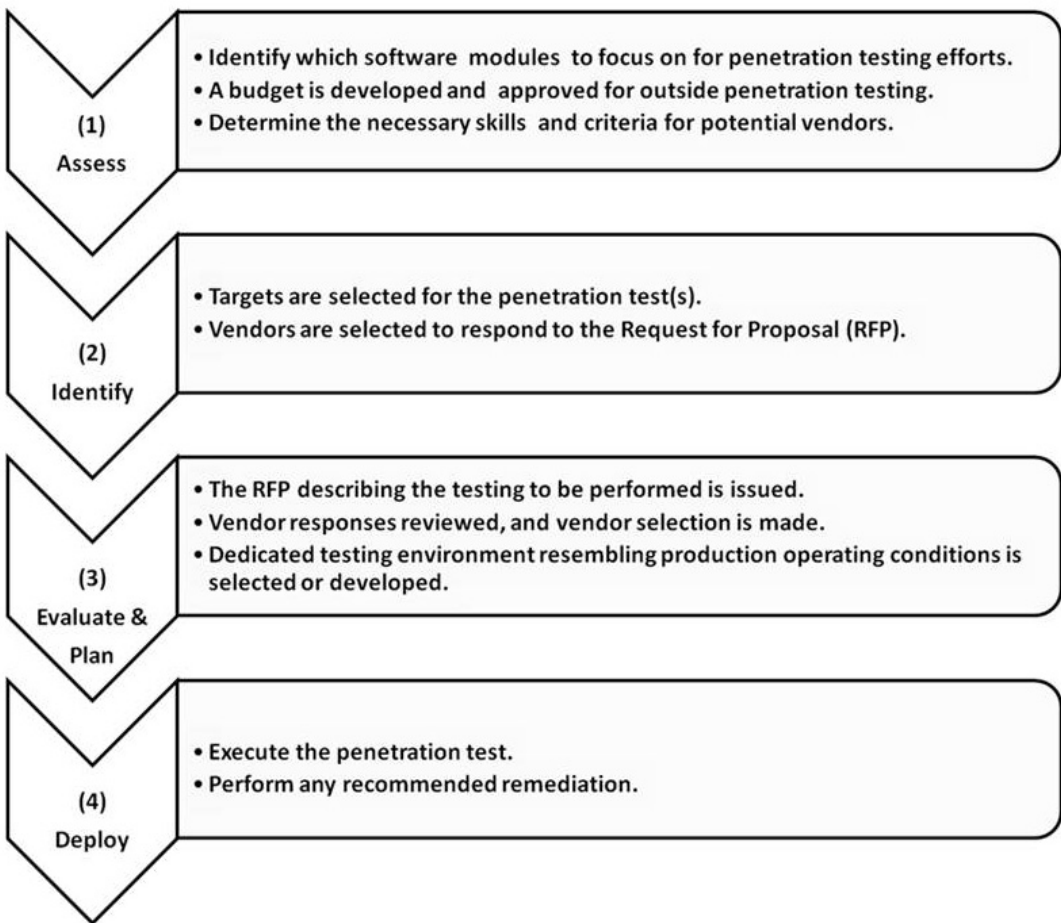 (1)
Assess
• Identify which software modules to focus on for penetration testing efforts.
• A budget is developed and approved for outside penetration testing.
• Determine the necessary skills and criteria for potential vendors.
(2)
Identify
• Targets are selected for the penetration test(s).
• Vendors are selected to respond to the Request for Proposal (RFP).
(3)
Evaluate &
Plan
• The RFP describing the testing to be performed is issued.
• Vendor responses reviewed, and vendor selection is made.
• Dedicated testing environment resembling production operating conditions is
selected or developed.
(4)
Deploy
• Execute the penetration test.
• Perform any recommended remediation.